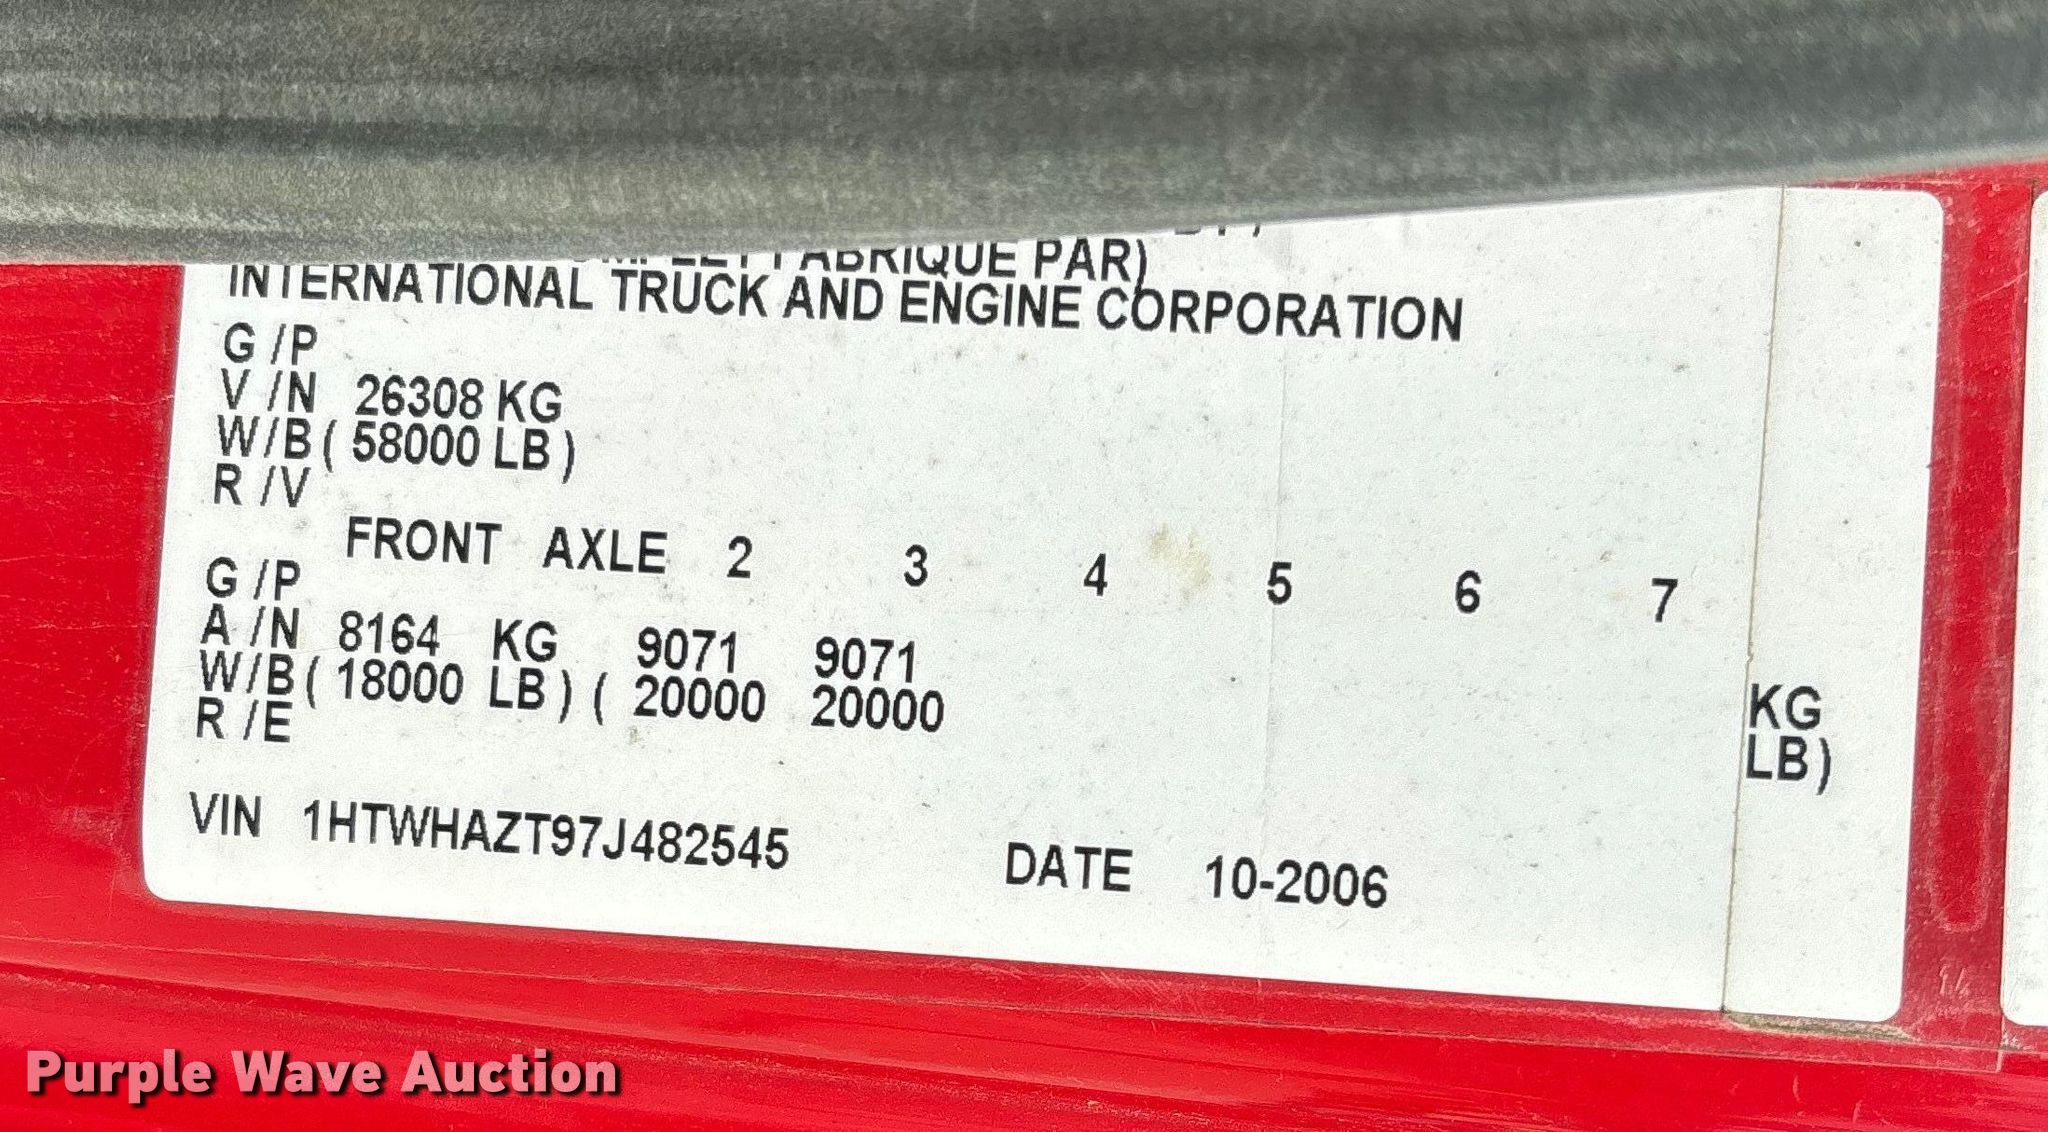 FABRIQUE PAR)
INTERNATIONAL TRUCK AND ENGINE CORPORATION
G /P
V /N 26308 KG
W/B ( 58000 LB )
R /V
FRONT AXLE 2 3 4 5 6 7
G /P
A /N 8164 KG 9071 9071 KG
W/B ( 18000 LB ) ( 20000 20000 LB)
R /E
VIN 1HTWHAZT97J482545 DATE 10-2006
Purple Wave Auction